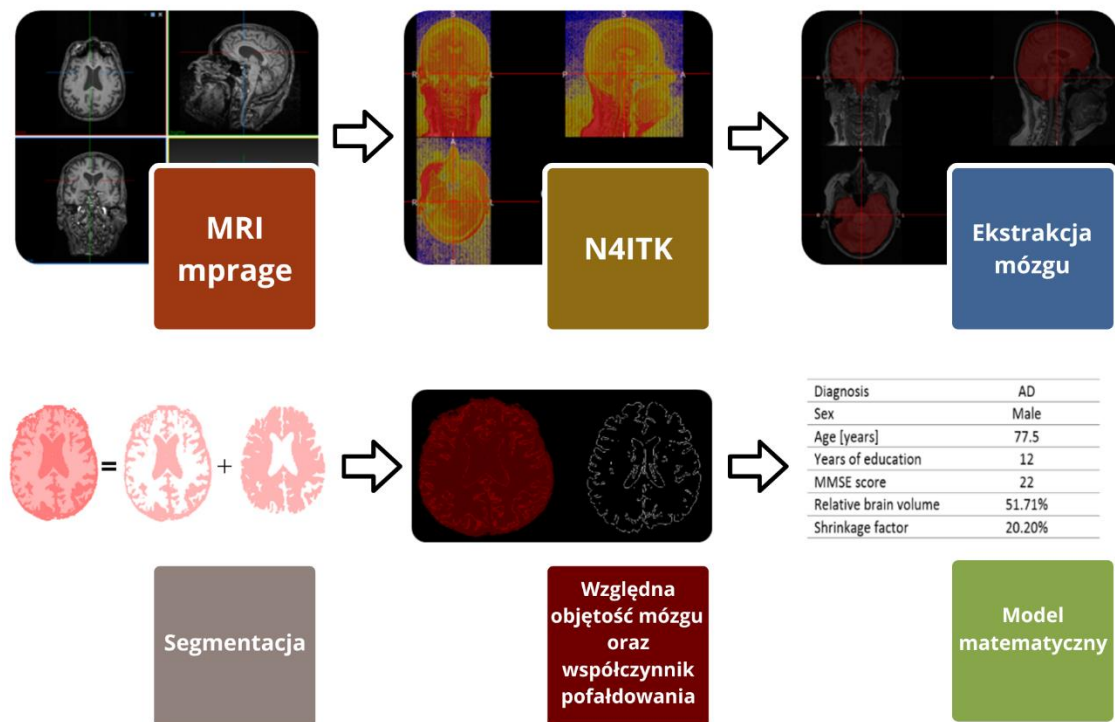 MRI
mprage
N4ITK
Ekstrakcja
mózgu
=
+
Segmentacja
Względna
objętość mózgu
oraz
współczynnik
pofałdowania
Diagnosis AD
Sex Male
Age [years] 77.5
Years of education 12
MMSE score 22
Relative brain volume 51.71%
Shrinkage factor 20.20%
Model
matematyczny